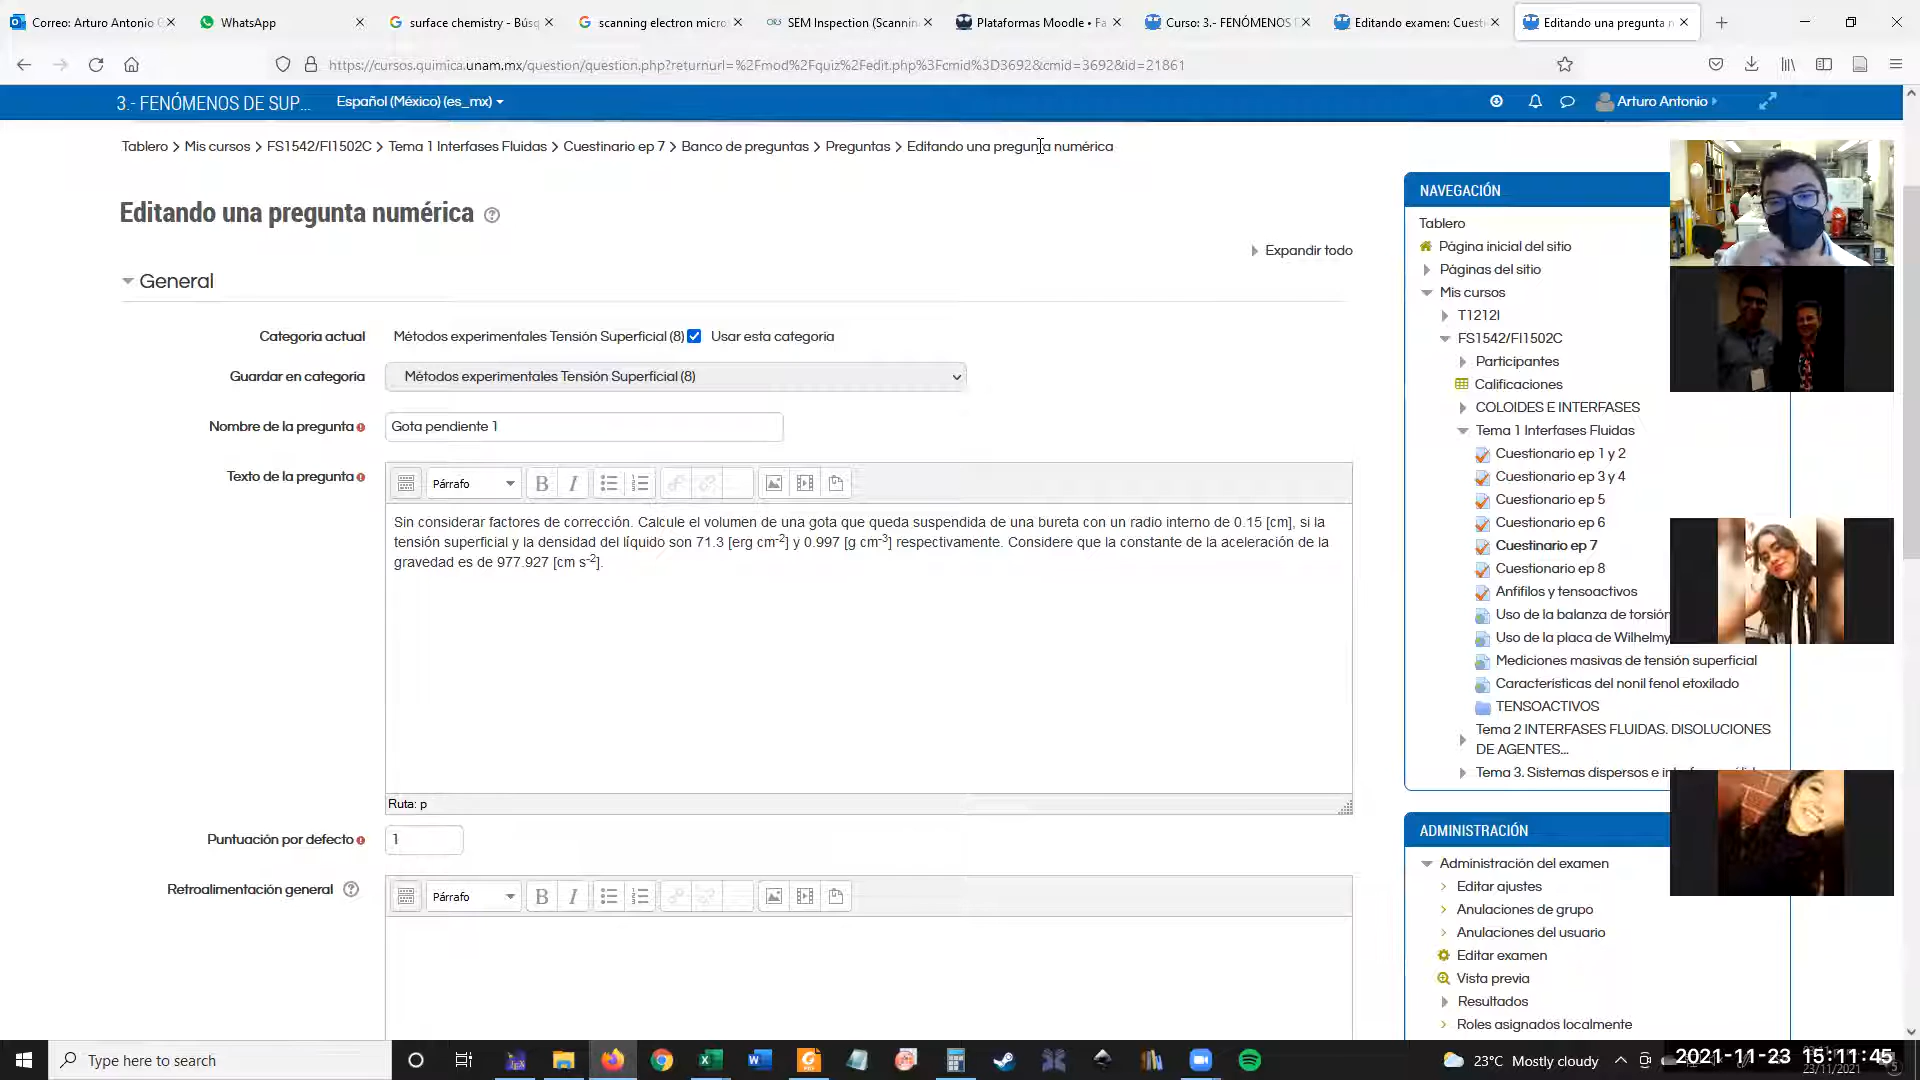 Correo: Arturo Antonio G
WhatsApp
surface chemistry - Búsq
scanning electron micro
SEM Inspection (Scannin
Plataformas Moodle • Fa
Curso: 3.- FENÓMENOS D
Editando examen: Cuest
Editando una pregunta n
https://cursos.quimica.unam.mx/question/question.php?returnurl=%2Fmod%2Fquiz%2Fedit.php%3Fcmid%3D3692&cmid=3692&id=21861
3.- FENÓMENOS DE SUP...
Español (México) (es_mx)
Arturo Antonio
Tablero > Mis cursos > FS1542/FI1502C > Tema 1 Interfases Fluidas > Cuestinario ep 7 > Banco de preguntas > Preguntas > Editando una pregunta numérica
Editando una pregunta numérica
Expandir todo
General
Categoría actual
Métodos experimentales Tensión Superficial (8)
Usar esta categoría
Guardar en categoría
Métodos experimentales Tensión Superficial (8)
Nombre de la pregunta
Gota pendiente 1
Texto de la pregunta
Párrafo
B I
Sin considerar factores de corrección. Calcule el volumen de una gota que queda suspendida de una bureta con un radio interno de 0.15 [cm], si la
tensión superficial y la densidad del líquido son 71.3 [erg cm-2] y 0.997 [g cm-3] respectivamente. Considere que la constante de la aceleración de la
gravedad es de 977.927 [cm s-2].
Ruta: p
Puntuación por defecto
1
Retroalimentación general
Párrafo
B I
NAVEGACIÓN
Tablero
Página inicial del sitio
Páginas del sitio
Mis cursos
T1212I
FS1542/FI1502C
Participantes
Calificaciones
COLOIDES E INTERFASES
Tema 1 Interfases Fluidas
Cuestionario ep 1 y 2
Cuestionario ep 3 y 4
Cuestionario ep 5
Cuestionario ep 6
Cuestinario ep 7
Cuestionario ep 8
Anfifilos y tensoactivos
Uso de la balanza de torsión
Uso de la placa de Wilhelmy
Mediciones masivas de tensión superficial
Características del nonil fenol etoxilado
TENSOACTIVOS
Tema 2 INTERFASES FLUIDAS. DISOLUCIONES
DE AGENTES...
Tema 3. Sistemas dispersos e
ADMINISTRACIÓN
Administración del examen
Editar ajustes
Anulaciones de grupo
Anulaciones del usuario
Editar examen
Vista previa
Resultados
Roles asignados localmente
Type here to search
23°C Mostly cloudy
2021-11-23 15:11:45
23/11/2021